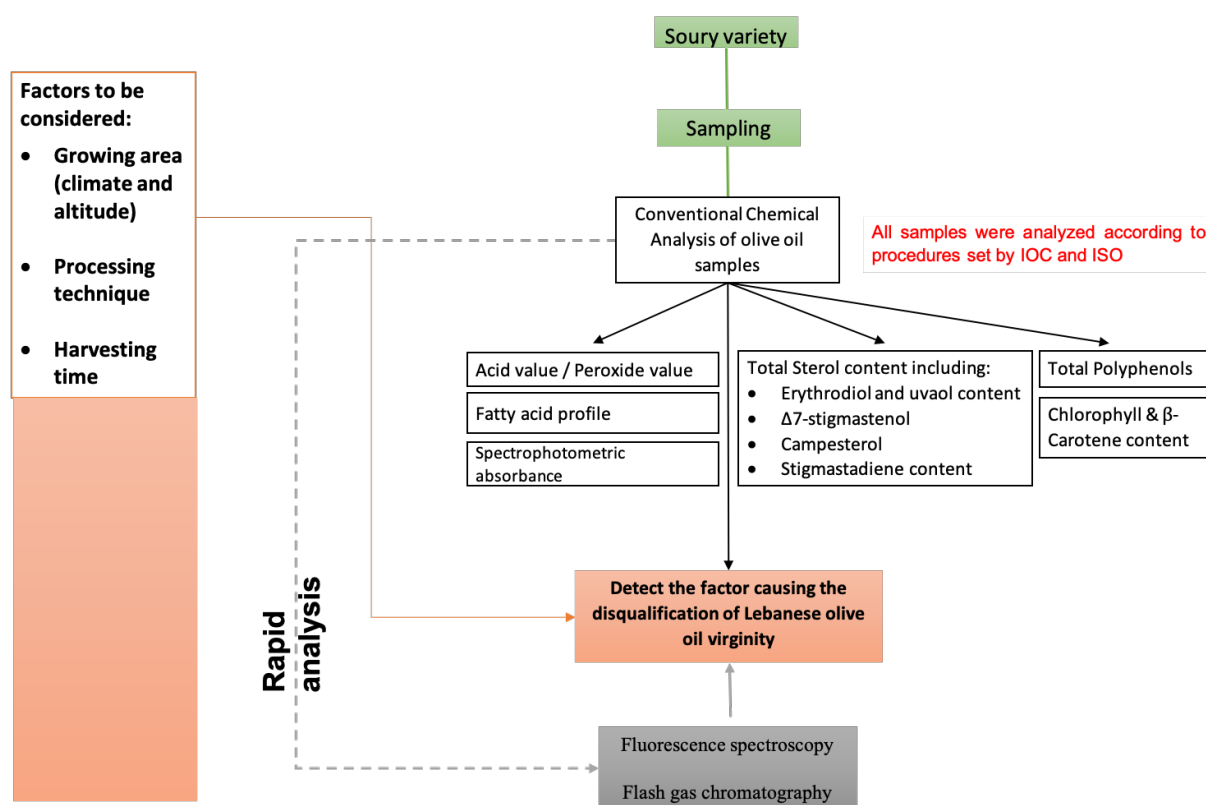 Soury variety
Sampling
Factors to be
considered:
• Growing area
(climate and
altitude)
• Processing
technique
• Harvesting
time
Conventional Chemical
Analysis of olive oil
samples
All samples were analyzed according to
procedures set by IOC and ISO
Acid value / Peroxide value
Fatty acid profile
Spectrophotometric
absorbance
Total Sterol content including:
• Erythrodiol and uvaol content
• Δ7-stigmastenol
• Campesterol
• Stigmastadiene content
Total Polyphenols
Chlorophyll & β-
Carotene content
Rapid
analysis
Detect the factor causing the
disqualification of Lebanese olive
oil virginity
Fluorescence spectroscopy
Flash gas chromatography